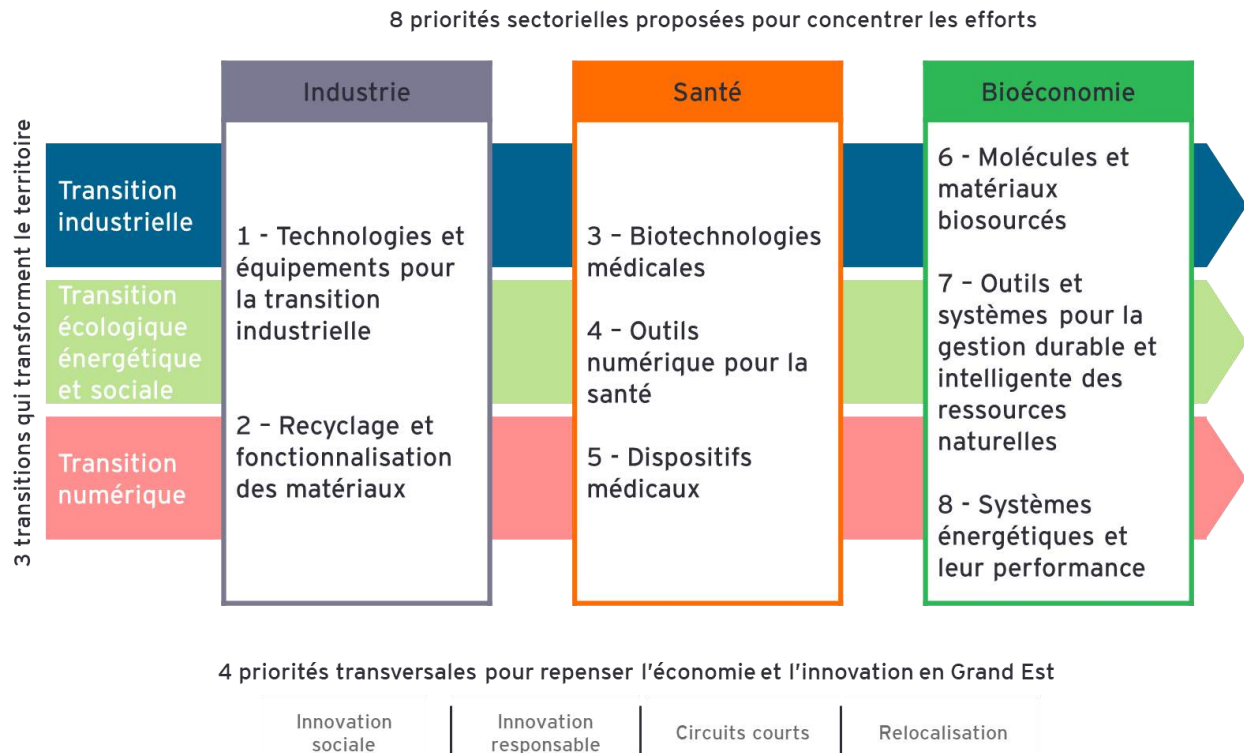 8 priorités sectorielles proposées pour concentrer les efforts
3 transitions qui transforment le territoire
Transition
industrielle
Transition
écologique
énergétique
et sociale
Transition
numérique
Industrie
1 - Technologies et
équipements pour
la transition
industrielle
2 – Recyclage et
fonctionnalisation
des matériaux
Santé
3 – Biotechnologies
médicales
4 – Outils
numérique pour la
santé
5 - Dispositifs
médicaux
Bioéconomie
6 - Molécules et
matériaux
biosourcés
7 – Outils et
systèmes pour la
gestion durable et
intelligente des
ressources
naturelles
8 - Systèmes
énergétiques et
leur performance
4 priorités transversales pour repenser l'économie et l'innovation en Grand Est
Innovation
sociale
Innovation
responsable
Circuits courts
Relocalisation